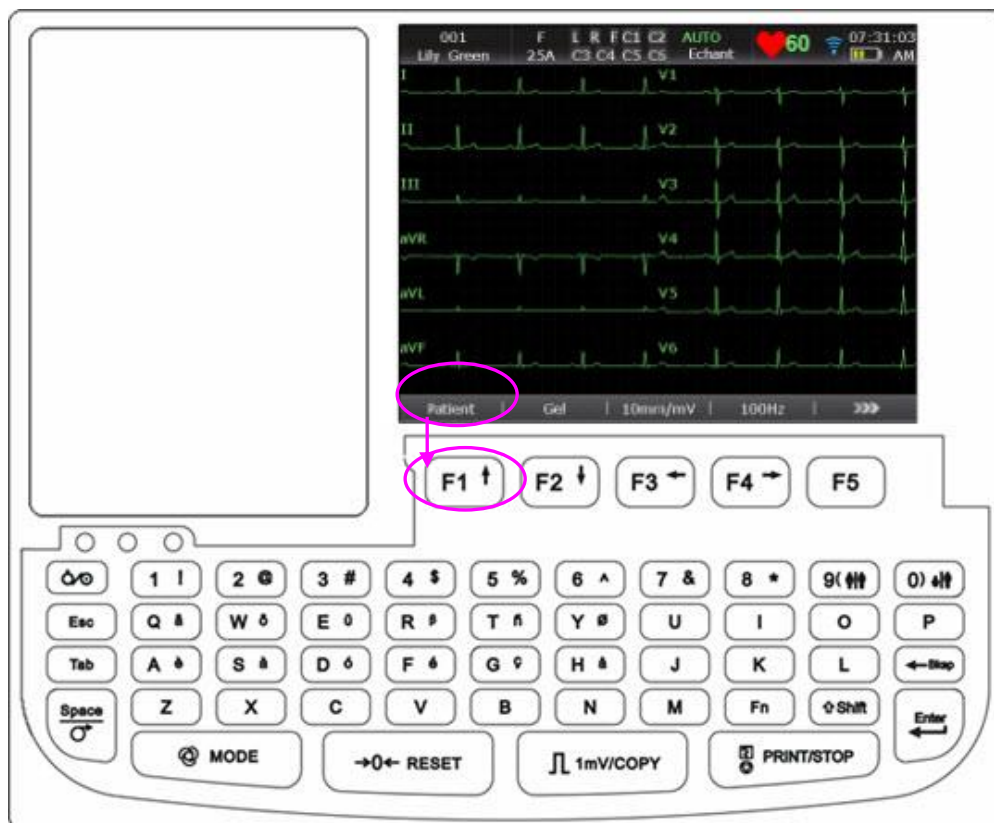 001 F L R F C1 C2 AUTO 60 07:31:03
Lily Green 25A C3 C4 C5 C6 Echant AM
I V1
II V2
III V3
aVR V4
aVL V5
aVF V6
Patient | Gel | 10mm/mV | 100Hz | >>>
F1 ↑ F2 ↓ F3 ← F4 → F5
1 ! 2 @ 3 # 4 $ 5 % 6 ^ 7 & 8 * 9( 0)
Esc Q W E R T ñ Y ø U I O P
Tab A S D F G H J K L ←Bksp
Space Z X C V B N M Fn ⇧Shift Enter
MODE →0← RESET 1mV/COPY PRINT/STOP